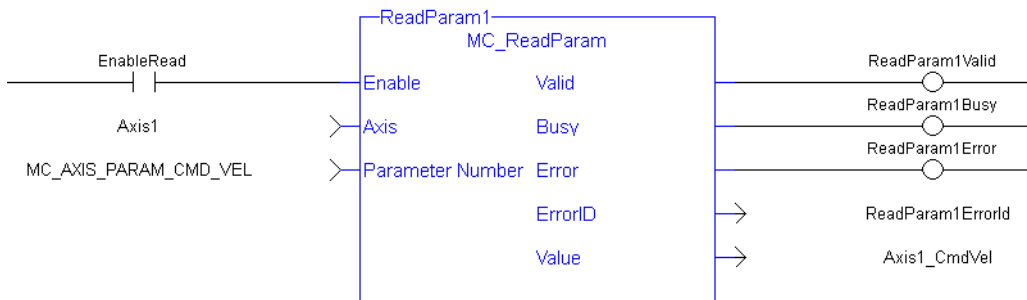 ReadParam1
MC_ReadParam
EnableRead
Enable Valid ReadParam1Valid
Axis1 Axis Busy ReadParam1Busy
MC_AXIS_PARAM_CMD_VEL Parameter Number Error ReadParam1Error
ErrorID ReadParam1ErrorId
Value Axis1_CmdVel